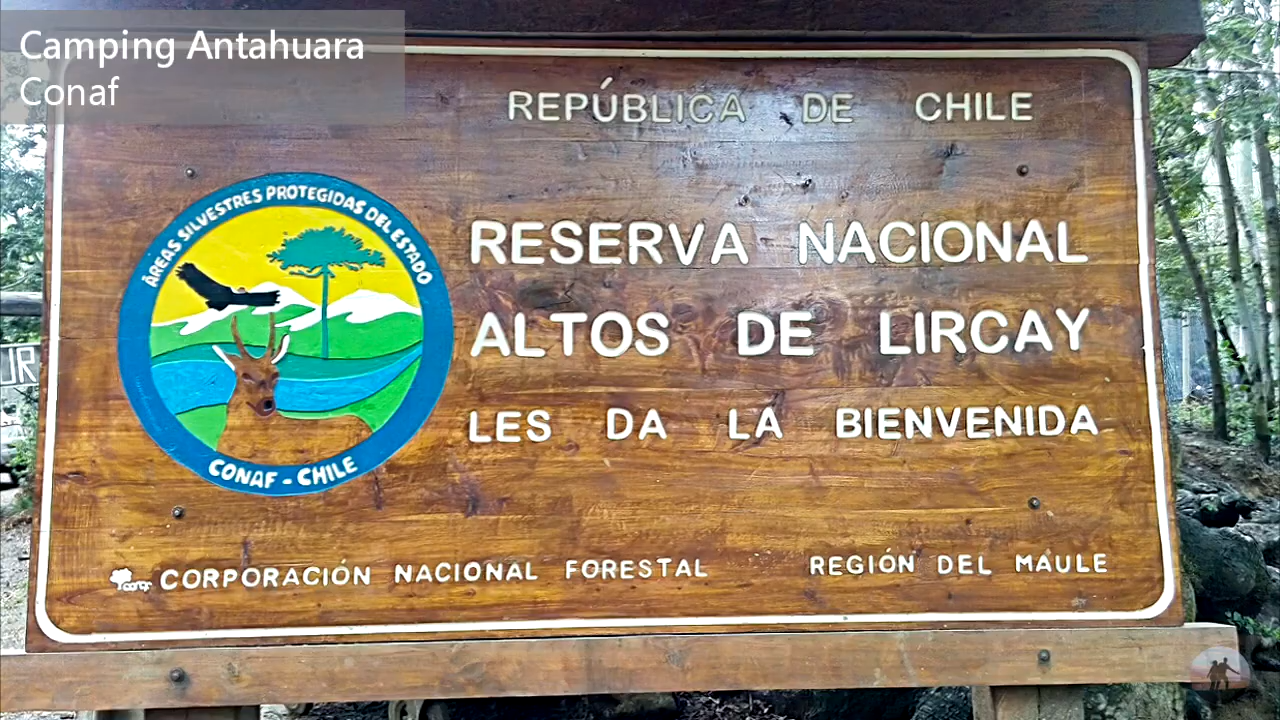 Camping Antahuara
Conaf
REPÚBLICA DE CHILE
ÁREAS SILVESTRES PROTEGIDAS DEL ESTADO
CONAF - CHILE
RESERVA NACIONAL
ALTOS DE LIRCAY
LES DA LA BIENVENIDA
CORPORACIÓN NACIONAL FORESTAL
REGIÓN DEL MAULE